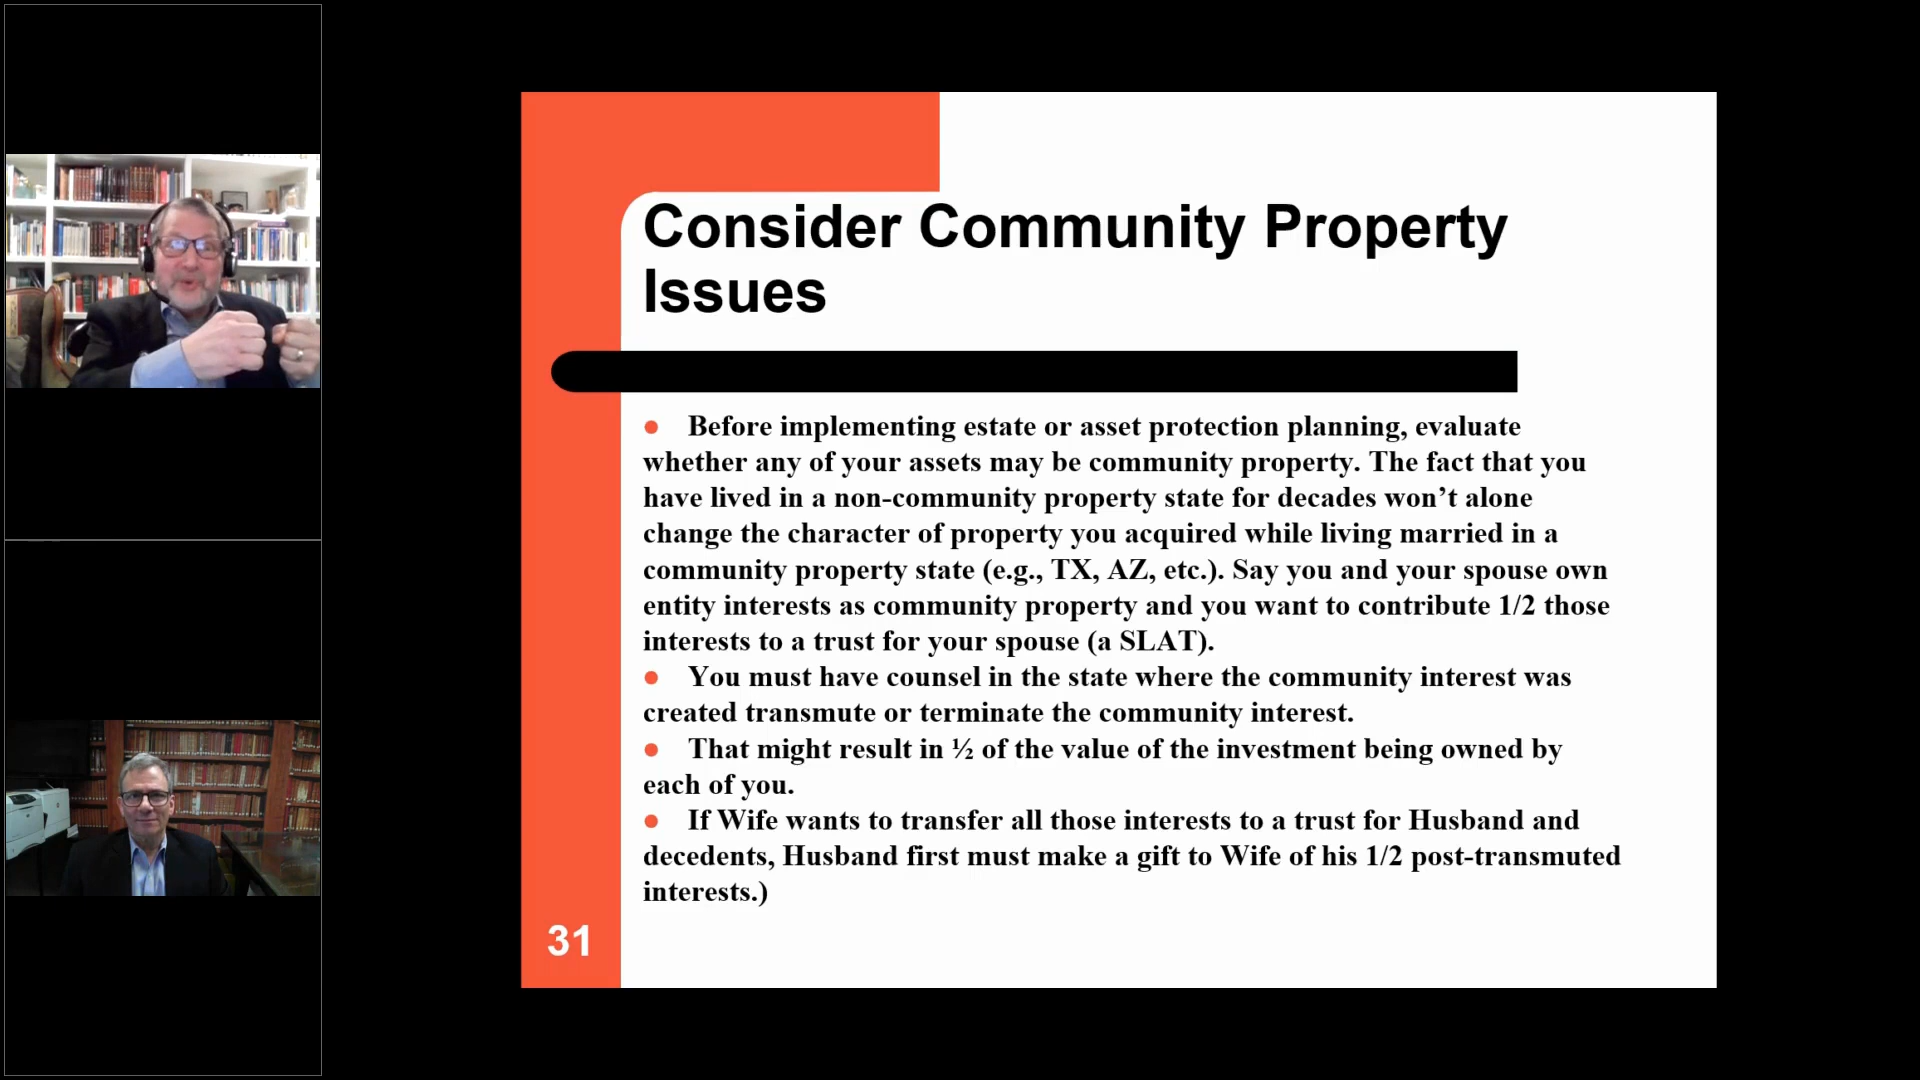 Consider Community Property
Issues
● Before implementing estate or asset protection planning, evaluate
whether any of your assets may be community property. The fact that you
have lived in a non-community property state for decades won’t alone
change the character of property you acquired while living married in a
community property state (e.g., TX, AZ, etc.). Say you and your spouse own
entity interests as community property and you want to contribute 1/2 those
interests to a trust for your spouse (a SLAT).
● You must have counsel in the state where the community interest was
created transmute or terminate the community interest.
● That might result in ½ of the value of the investment being owned by
each of you.
● If Wife wants to transfer all those interests to a trust for Husband and
decedents, Husband first must make a gift to Wife of his 1/2 post-transmuted
interests.)
31